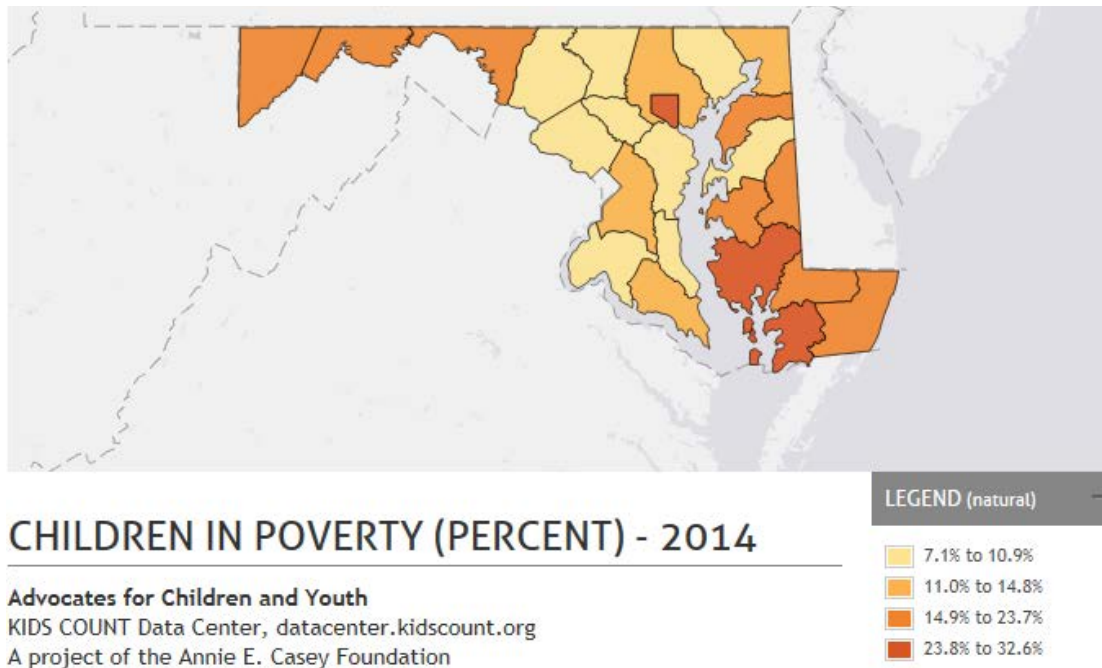 CHILDREN IN POVERTY (PERCENT) - 2014
Advocates for Children and Youth
KIDS COUNT Data Center, datacenter.kidscount.org
A project of the Annie E. Casey Foundation
LEGEND (natural)
7.1% to 10.9%
11.0% to 14.8%
14.9% to 23.7%
23.8% to 32.6%